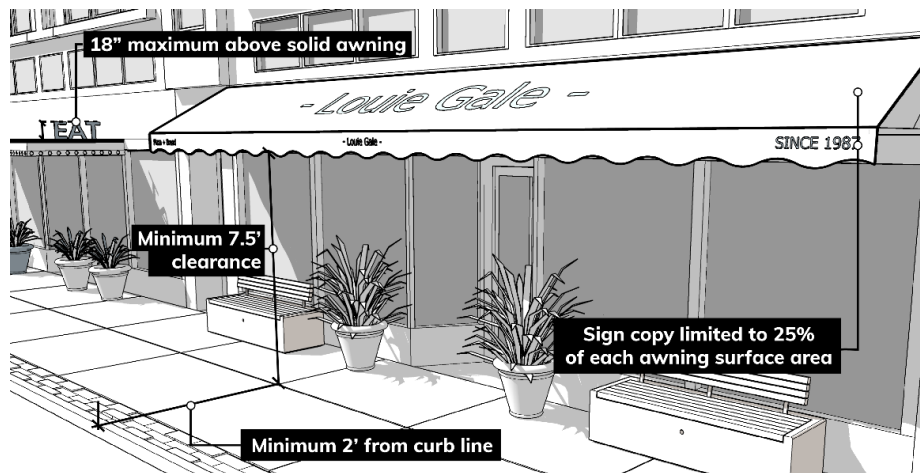 18” maximum above solid awning
- Louie Gale -
EAT
- Louie Gale -
SINCE 1987
Minimum 7.5’
clearance
Sign copy limited to 25%
of each awning surface area
Minimum 2’ from curb line